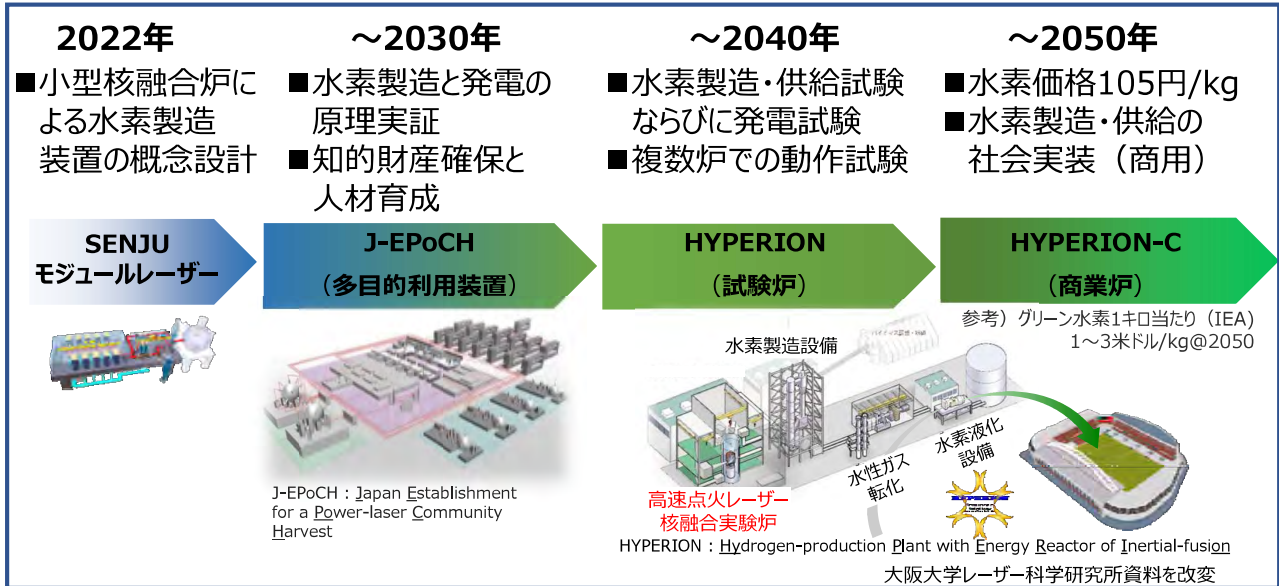 2022年
■小型核融合炉に
よる水素製造
装置の概念設計
～2030年
■水素製造と発電の
原理実証
■知的財産確保と
人材育成
～2040年
■水素製造・供給試験
ならびに発電試験
■複数炉での動作試験
～2050年
■水素価格105円/kg
■水素製造・供給の
社会実装（商用）
SENJU
モジュールレーザー
J-EPoCH
（多目的利用装置）
HYPERION
（試験炉）
HYPERION-C
（商業炉）
参考）グリーン水素1キロ当たり（IEA)
1～3米ドル/kg@2050
水素製造設備
水性ガス
転化
水素液化
設備
高速点火レーザー
核融合実験炉
HYPERION
J-EPoCH : Japan Establishment
for a Power-laser Community
Harvest
HYPERION : Hydrogen-production Plant with Energy Reactor of Inertial-fusion
大阪大学レーザー科学研究所資料を改変